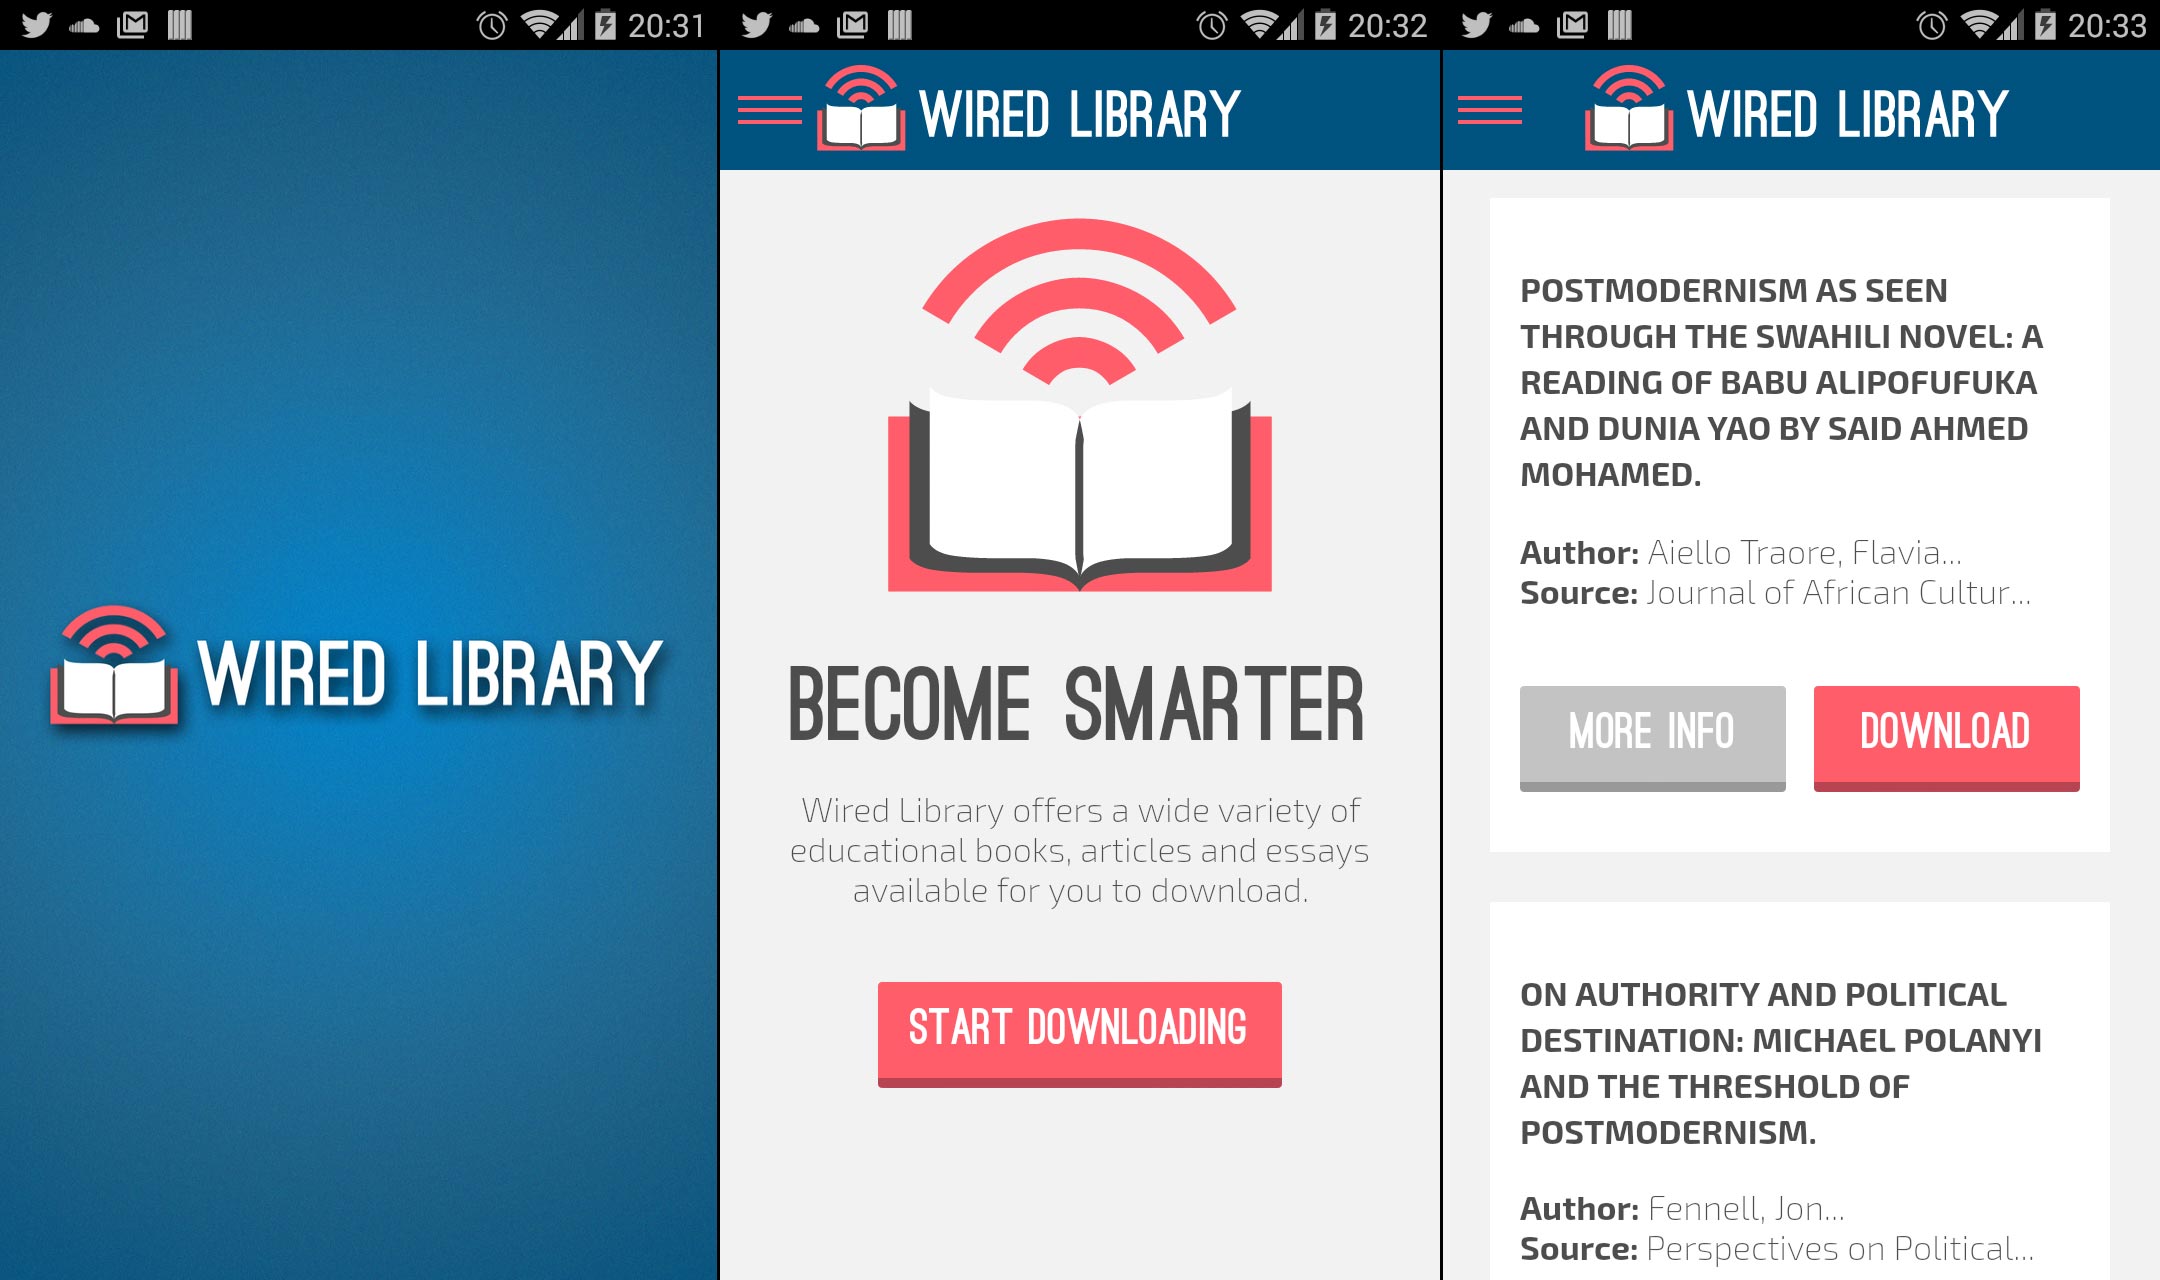 20:31
WIRED LIBRARY
20:32
WIRED LIBRARY
BECOME SMARTER
Wired Library offers a wide variety of
educational books, articles and essays
available for you to download.
START DOWNLOADING
20:33
WIRED LIBRARY
POSTMODERNISM AS SEEN
THROUGH THE SWAHILI NOVEL: A
READING OF BABU ALIPOFUFUKA
AND DUNIA YAO BY SAID AHMED
MOHAMED.
Author: Aiello Traore, Flavia...
Source: Journal of African Cultur...
MORE INFO
DOWNLOAD
ON AUTHORITY AND POLITICAL
DESTINATION: MICHAEL POLANYI
AND THE THRESHOLD OF
POSTMODERNISM.
Author: Fennell, Jon...
Source: Perspectives on Political...